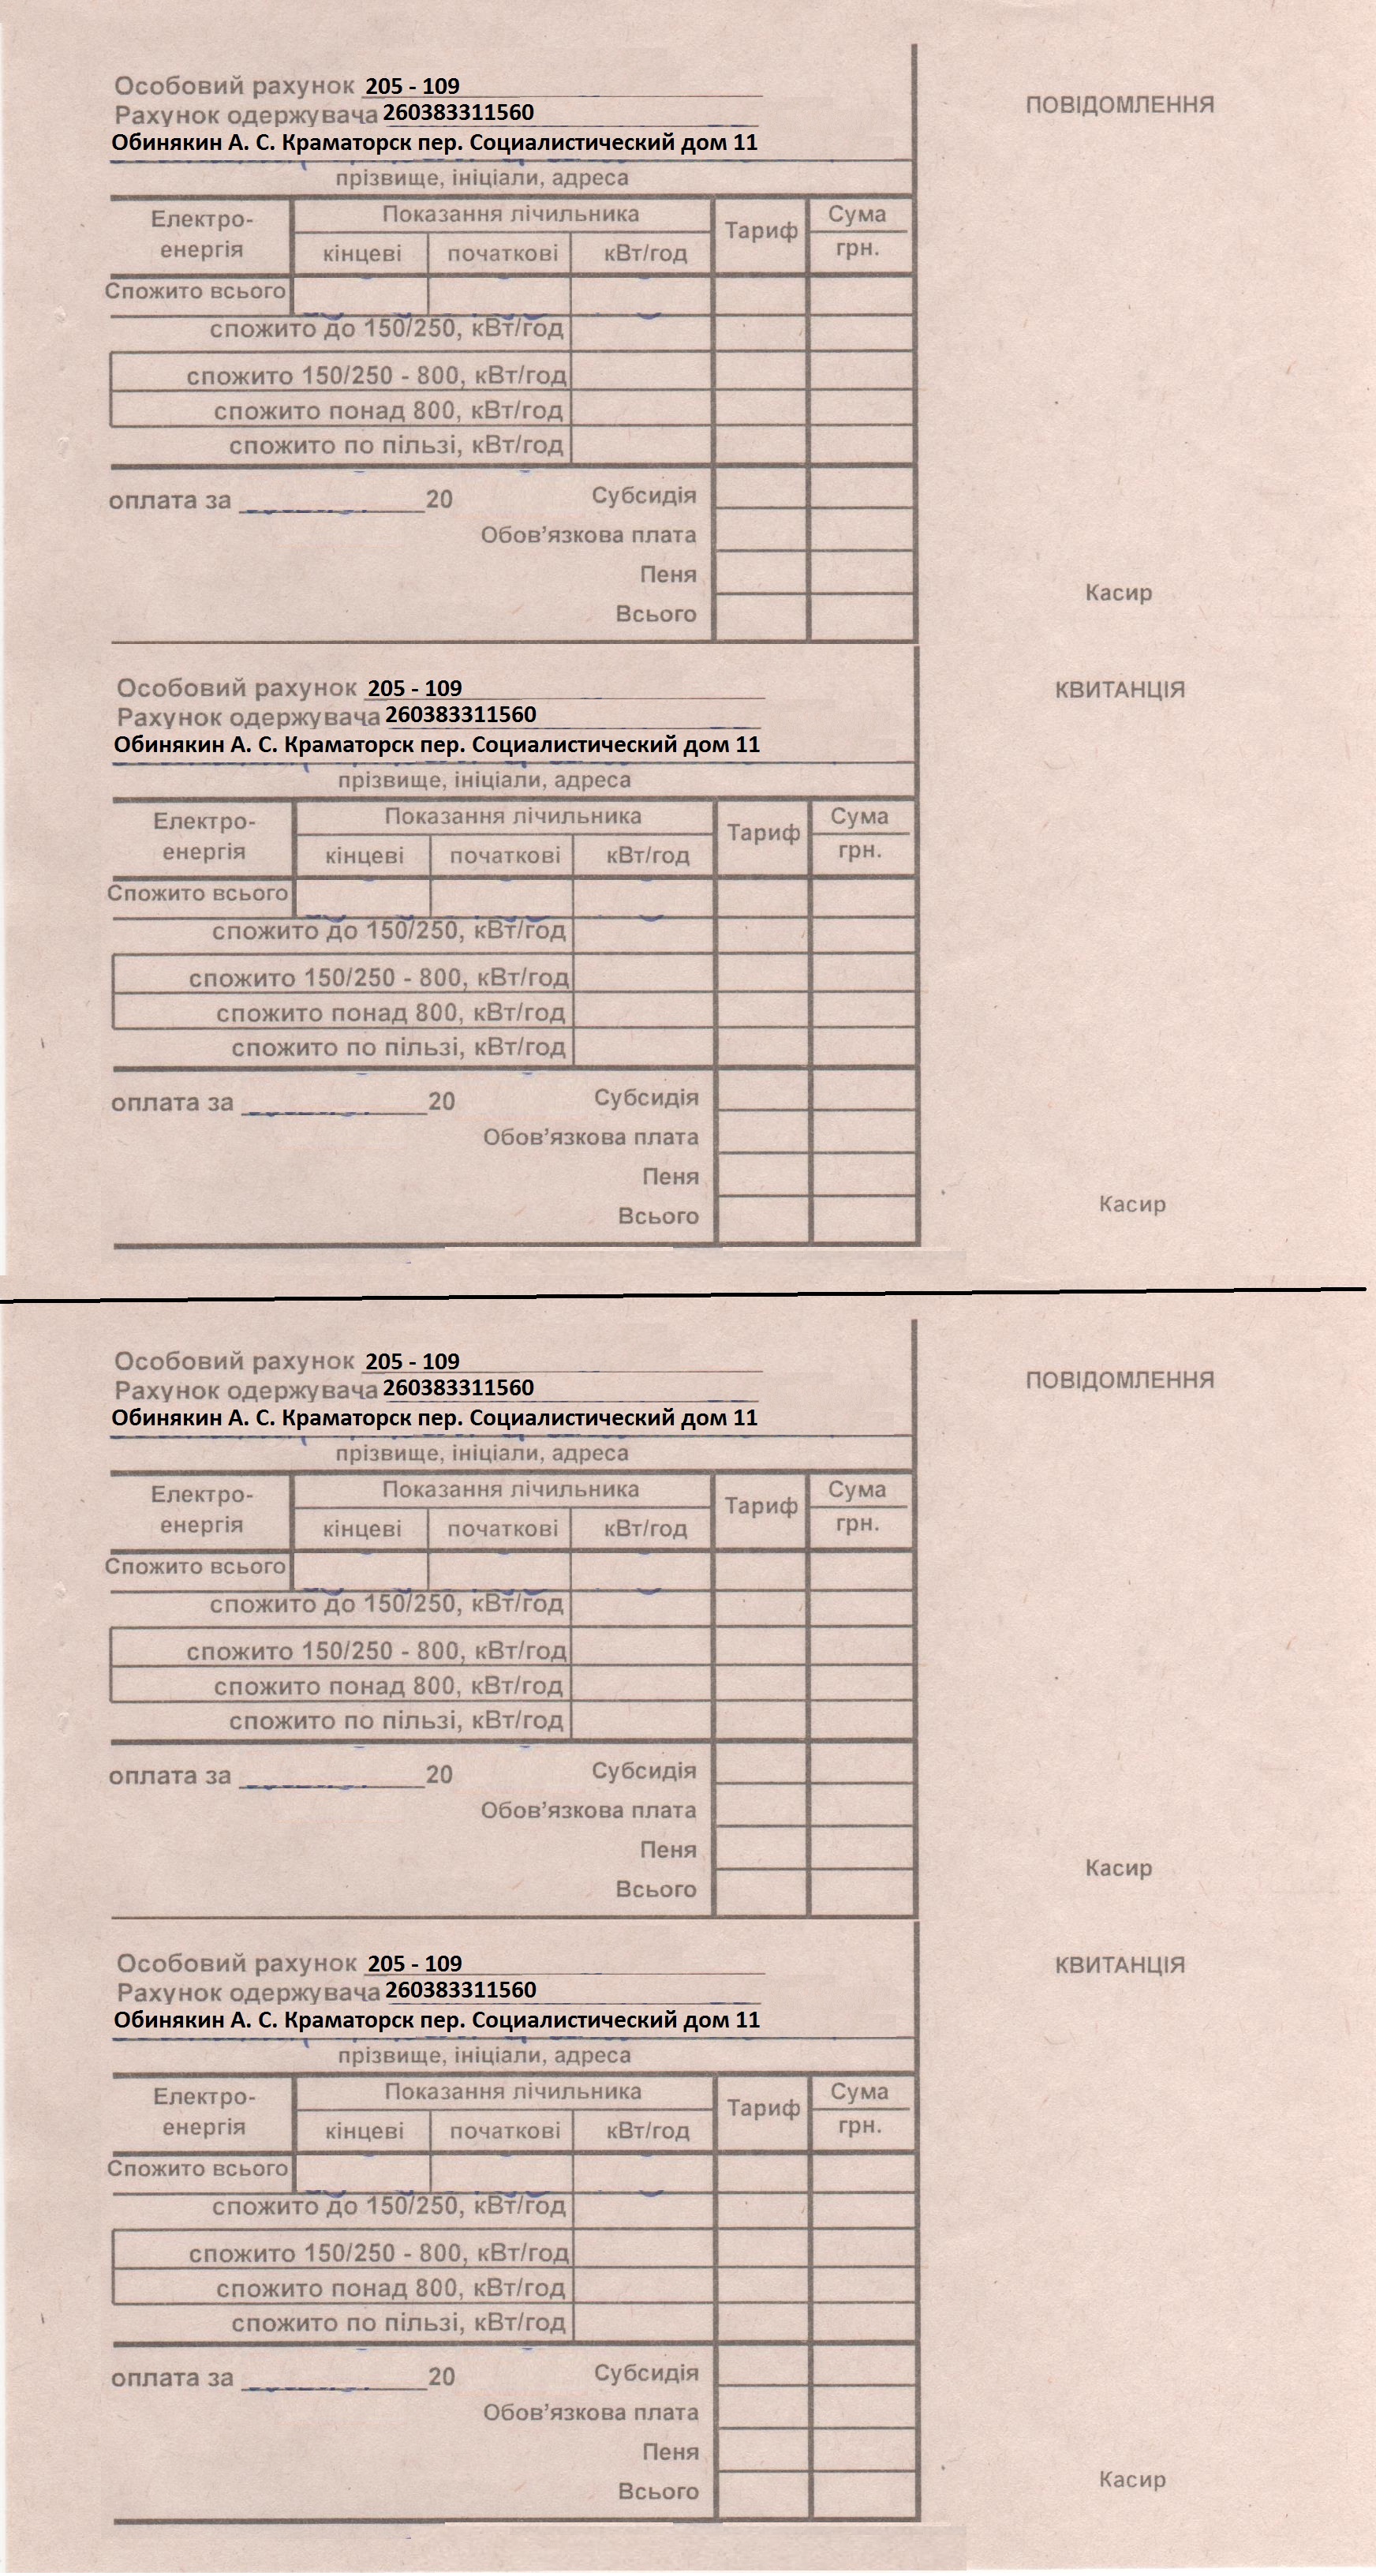 Особовий рахунок 205 - 109
ПОВІДОМЛЕННЯ
Рахунок одержувача 260383311560
Обинякин А. С. Краматорск пер. Социалистический дом 11
прізвище, ініціали, адреса
Електро-енергія Показання лічильника Тариф Сума грн.
кінцеві початкові кВт/год
Спожито всього
спожито до 150/250, кВт/год
спожито 150/250 - 800, кВт/год
спожито понад 800, кВт/год
спожито по пільзі, кВт/год
оплата за ____________20 Субсидія
Обов’язкова плата
Пеня
Касир
Всього
Особовий рахунок 205 - 109
КВИТАНЦІЯ
Рахунок одержувача 260383311560
Обинякин А. С. Краматорск пер. Социалистический дом 11
прізвище, ініціали, адреса
Електро-енергія Показання лічильника Тариф Сума грн.
кінцеві початкові кВт/год
Спожито всього
спожито до 150/250, кВт/год
спожито 150/250 - 800, кВт/год
спожито понад 800, кВт/год
спожито по пільзі, кВт/год
оплата за ____________20 Субсидія
Обов’язкова плата
Пеня
Касир
Всього
Особовий рахунок 205 - 109
ПОВІДОМЛЕННЯ
Рахунок одержувача 260383311560
Обинякин А. С. Краматорск пер. Социалистический дом 11
прізвище, ініціали, адреса
Електро-енергія Показання лічильника Тариф Сума грн.
кінцеві початкові кВт/год
Спожито всього
спожито до 150/250, кВт/год
спожито 150/250 - 800, кВт/год
спожито понад 800, кВт/год
спожито по пільзі, кВт/год
оплата за ____________20 Субсидія
Обов’язкова плата
Пеня
Касир
Всього
Особовий рахунок 205 - 109
КВИТАНЦІЯ
Рахунок одержувача 260383311560
Обинякин А. С. Краматорск пер. Социалистический дом 11
прізвище, ініціали, адреса
Електро-енергія Показання лічильника Тариф Сума грн.
кінцеві початкові кВт/год
Спожито всього
спожито до 150/250, кВт/год
спожито 150/250 - 800, кВт/год
спожито понад 800, кВт/год
спожито по пільзі, кВт/год
оплата за ____________20 Субсидія
Обов’язкова плата
Пеня
Касир
Всього